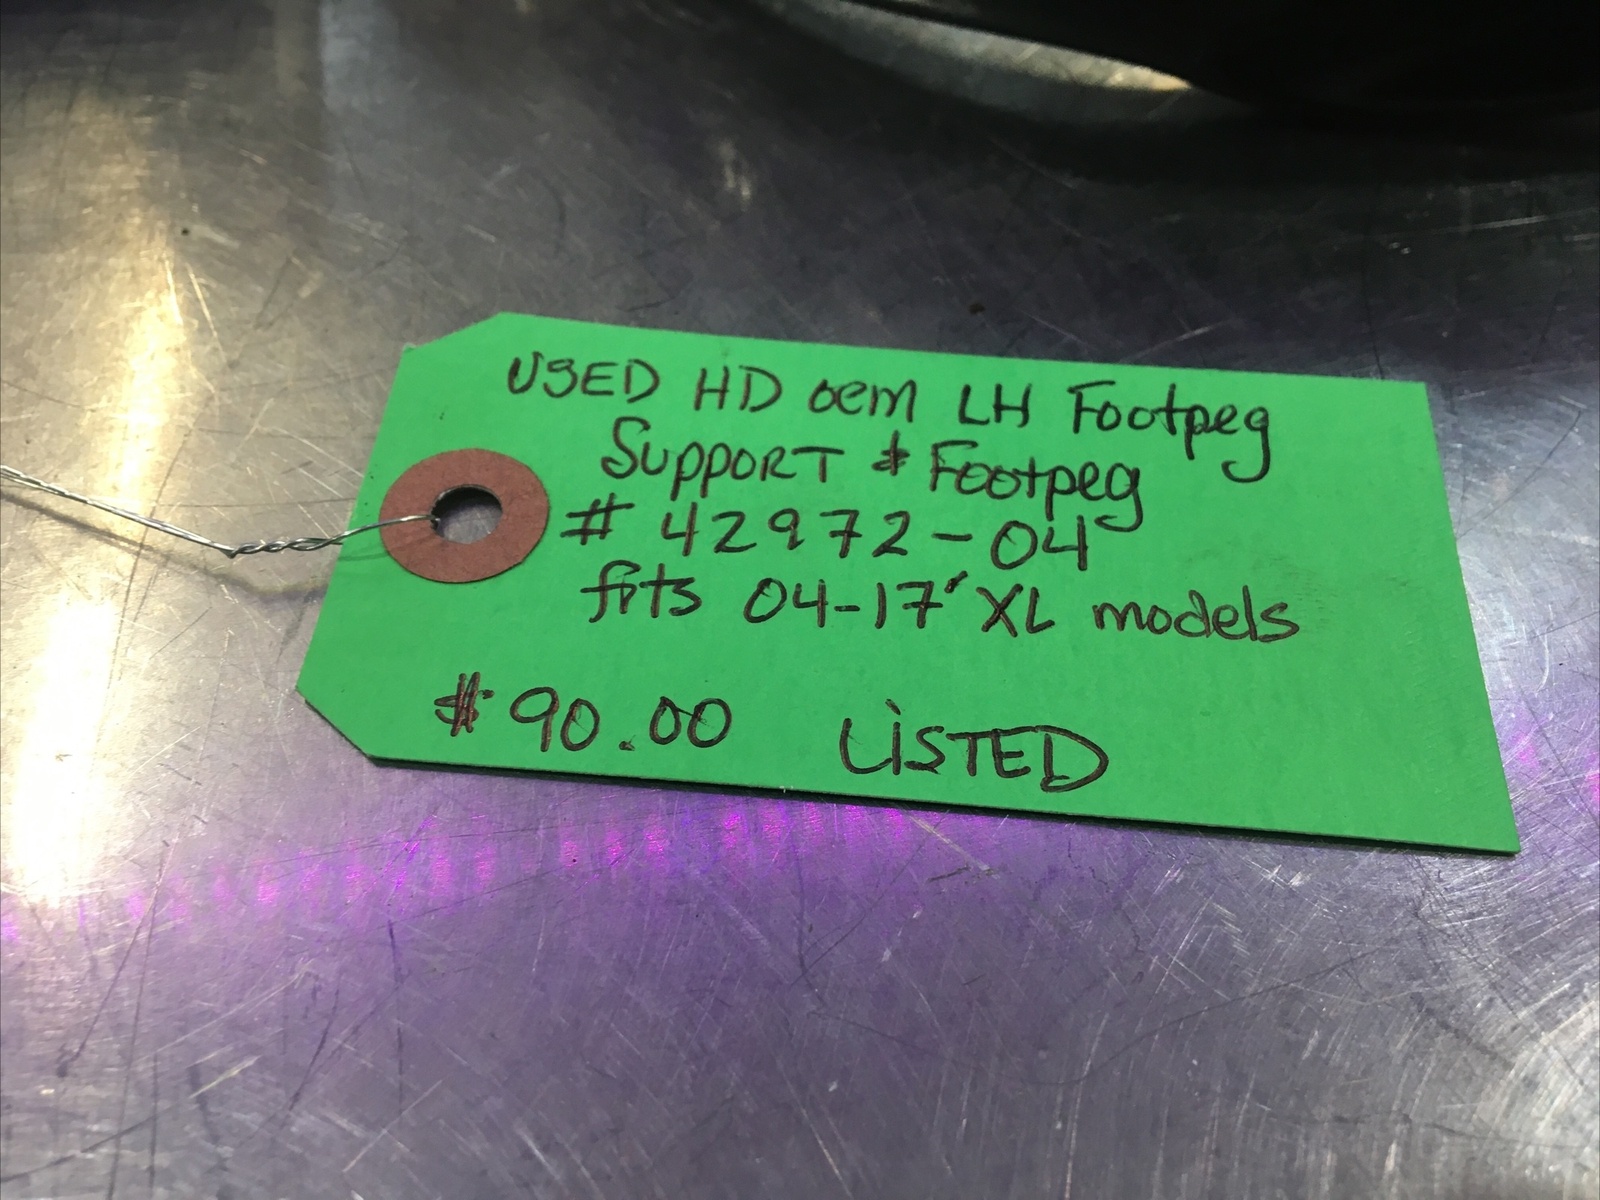 USED HD oem LH Footpeg
Support & Footpeg
# 42972-04
fits 04-17' XL models
$ 90.00 LiSTED